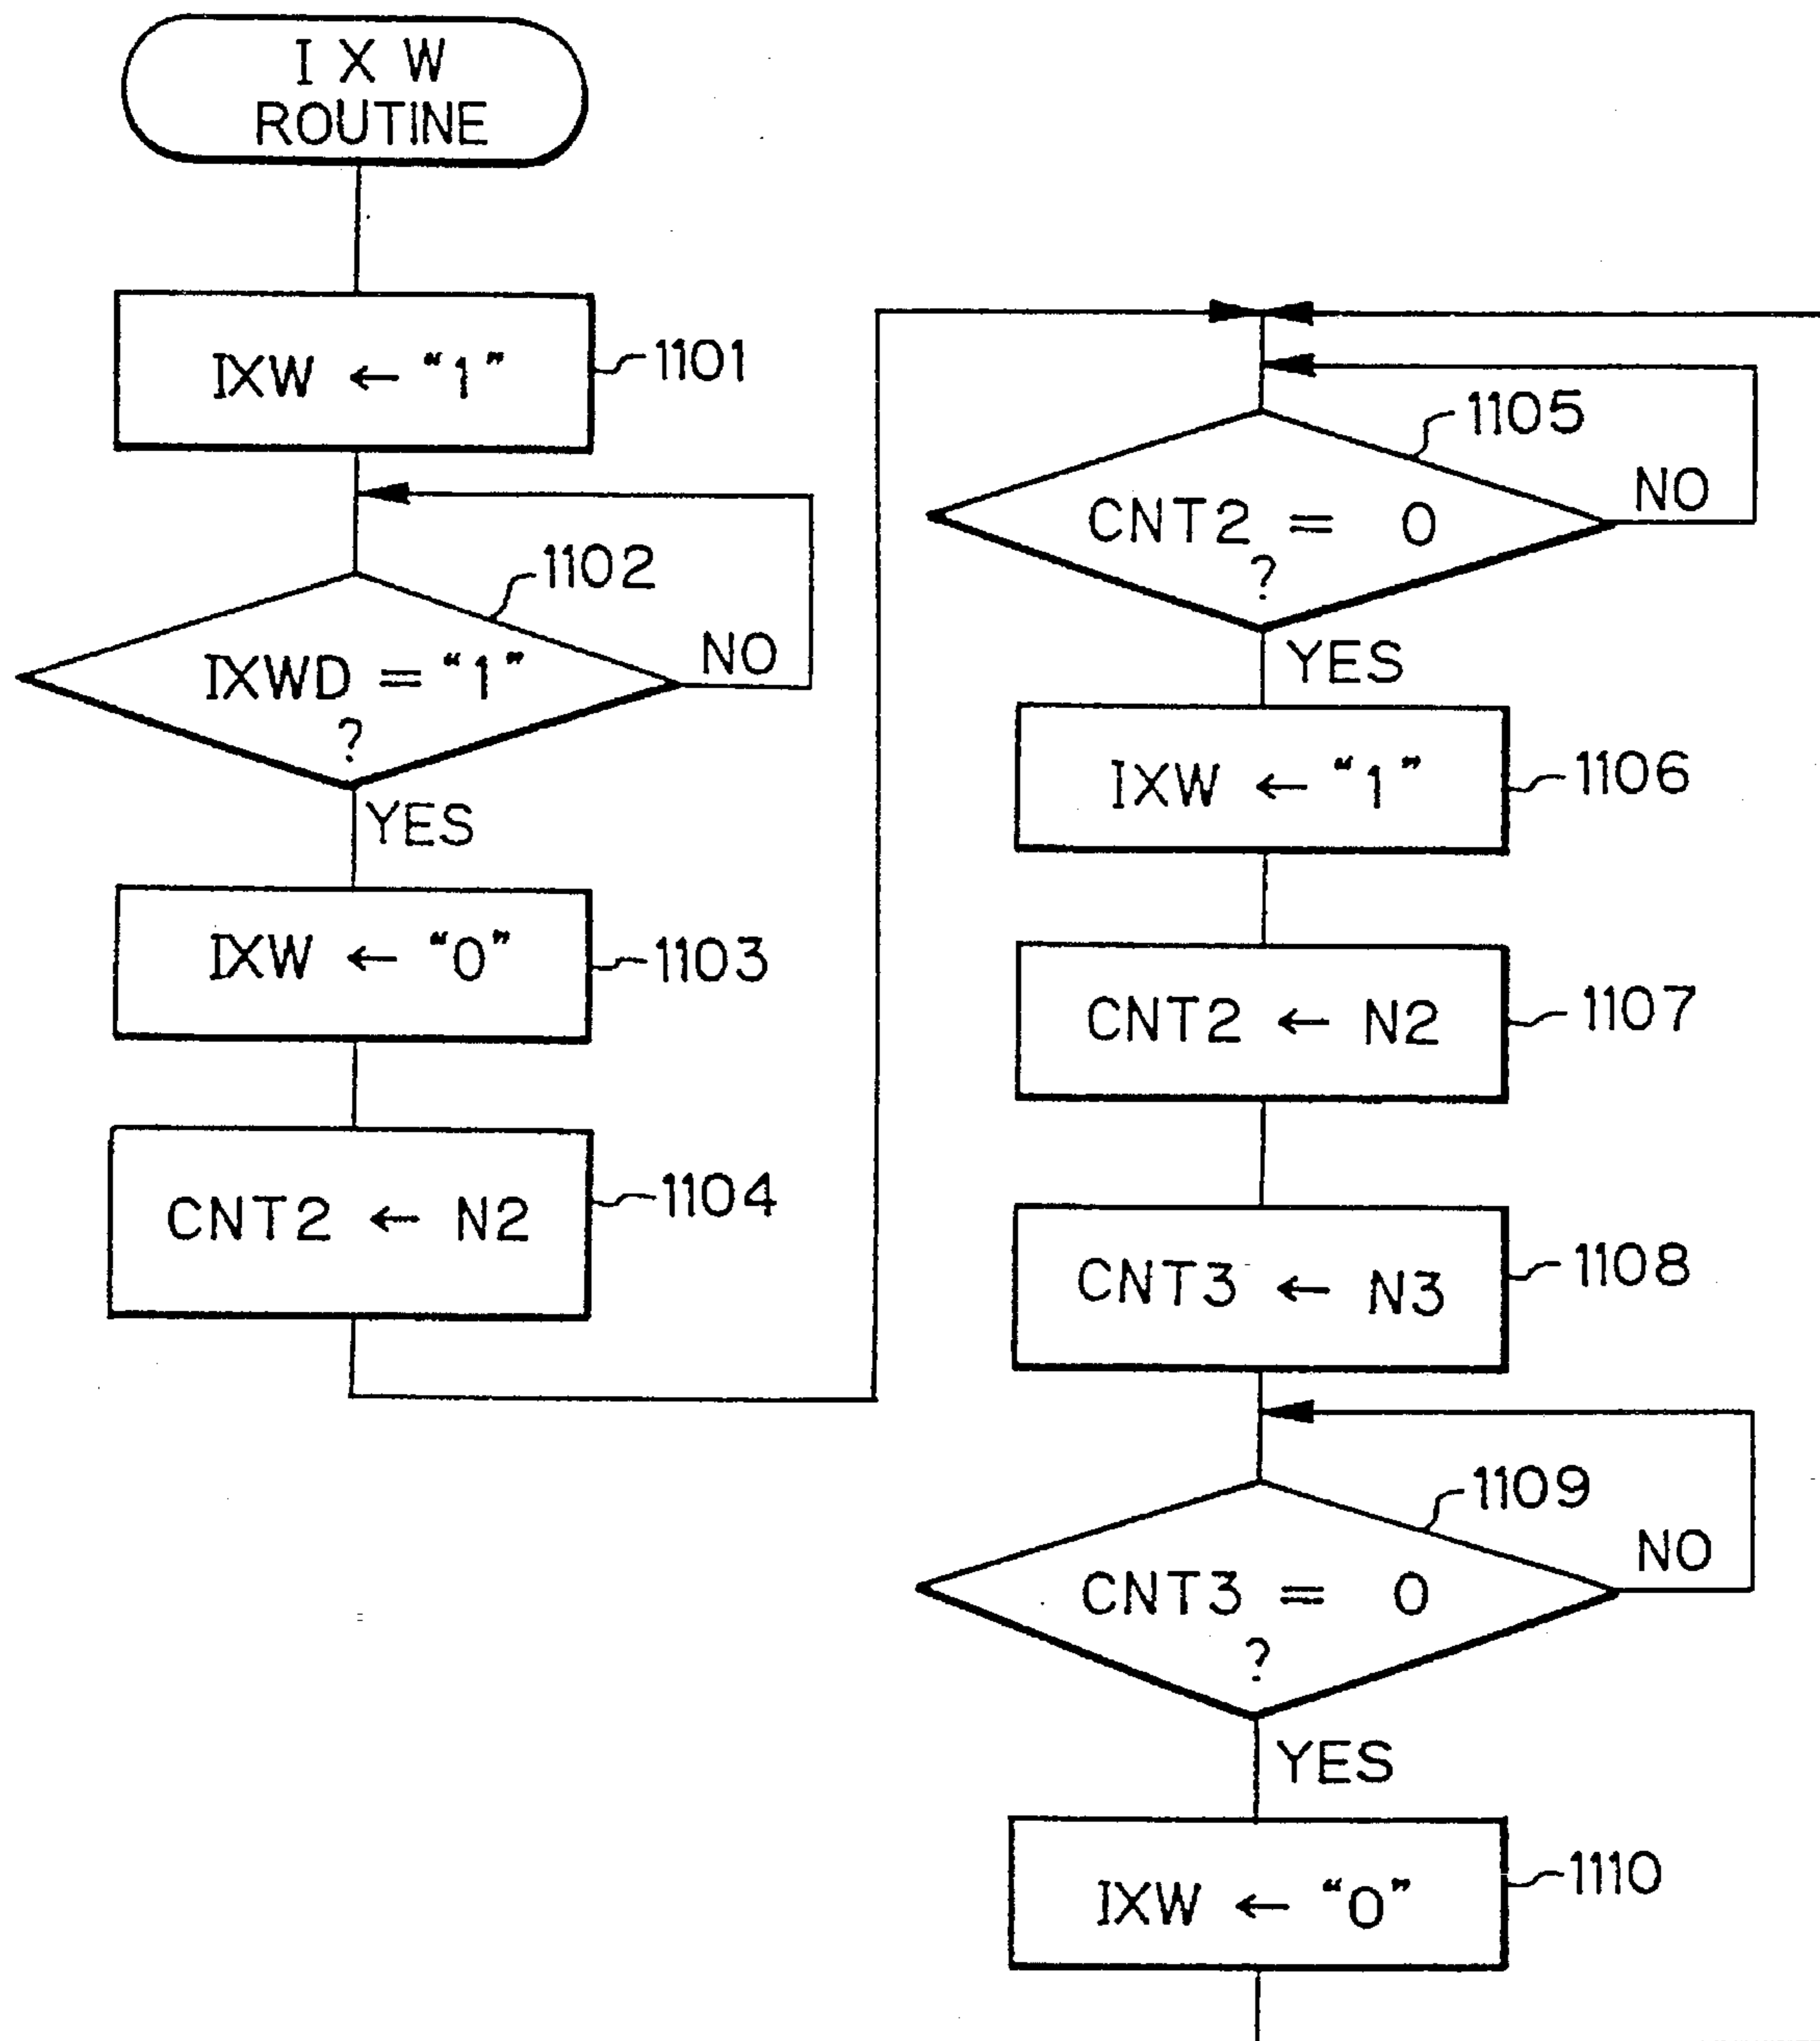 I X W
ROUTINE
IXW ← “1”
1101
1102
IXWD = “1”
?
NO
YES
IXW ← “0”
1103
CNT2 ← N2
1104
1105
CNT2 = 0
?
NO
YES
IXW ← “1”
1106
CNT2 ← N2
1107
CNT3 ← N3
1108
1109
CNT3 = 0
?
NO
YES
IXW ← “0”
1110